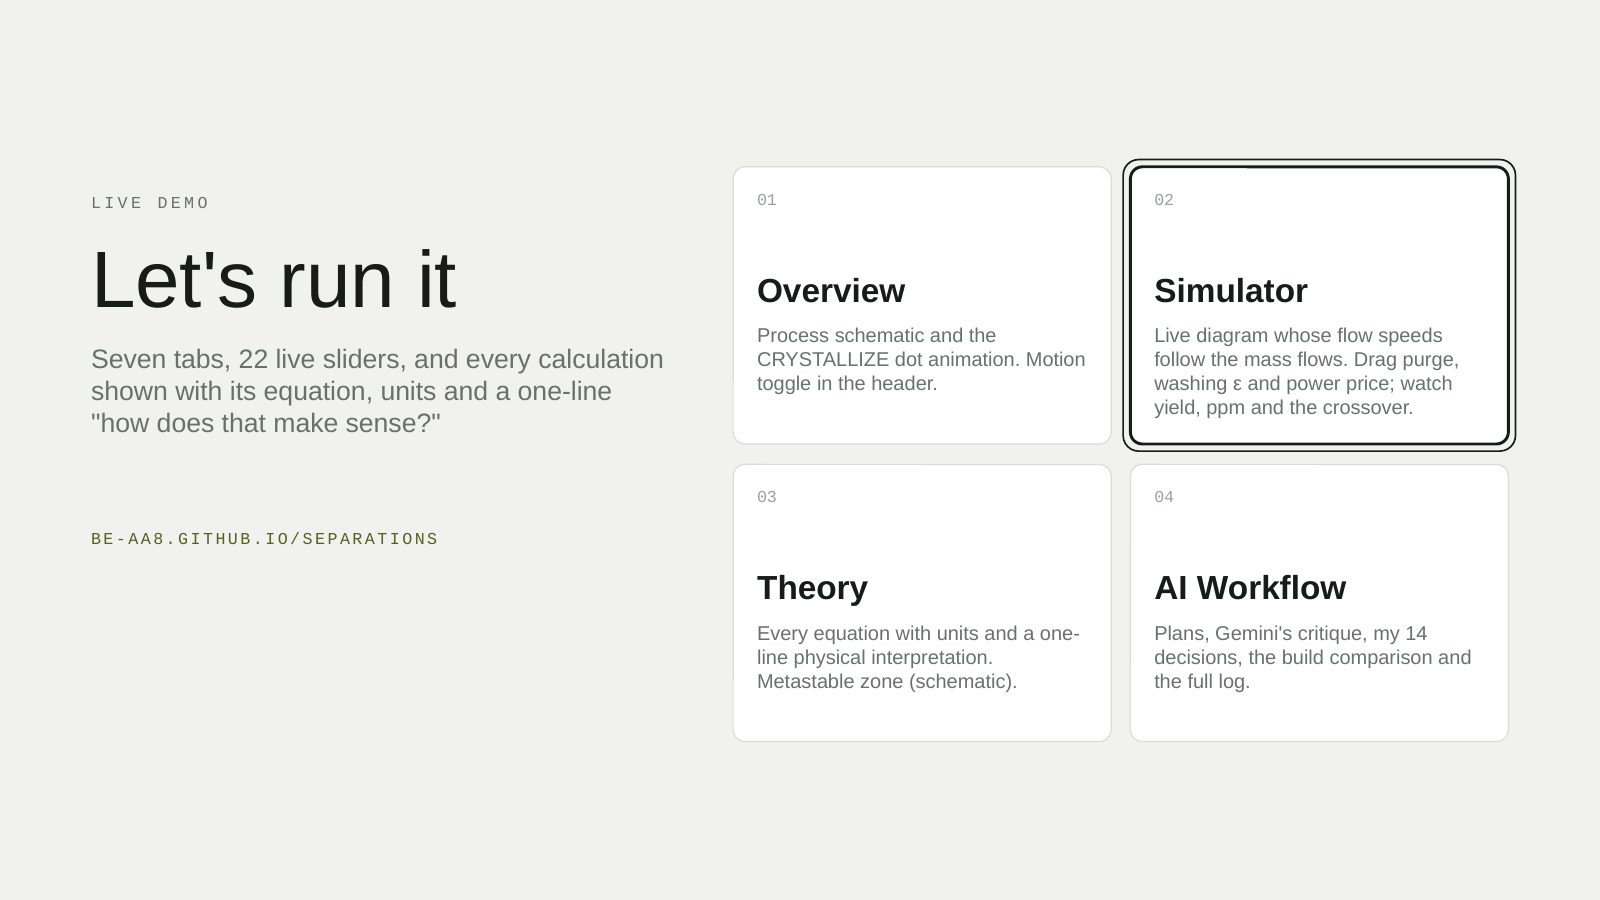 LIVE DEMO
Let's run it
Seven tabs, 22 live sliders, and every calculation
shown with its equation, units and a one-line
"how does that make sense?"
BE-AA8.GITHUB.IO/SEPARATIONS
01
Overview
Process schematic and the
CRYSTALLIZE dot animation. Motion
toggle in the header.
02
Simulator
Live diagram whose flow speeds
follow the mass flows. Drag purge,
washing ε and power price; watch
yield, ppm and the crossover.
03
Theory
Every equation with units and a one-
line physical interpretation.
Metastable zone (schematic).
04
AI Workflow
Plans, Gemini's critique, my 14
decisions, the build comparison and
the full log.